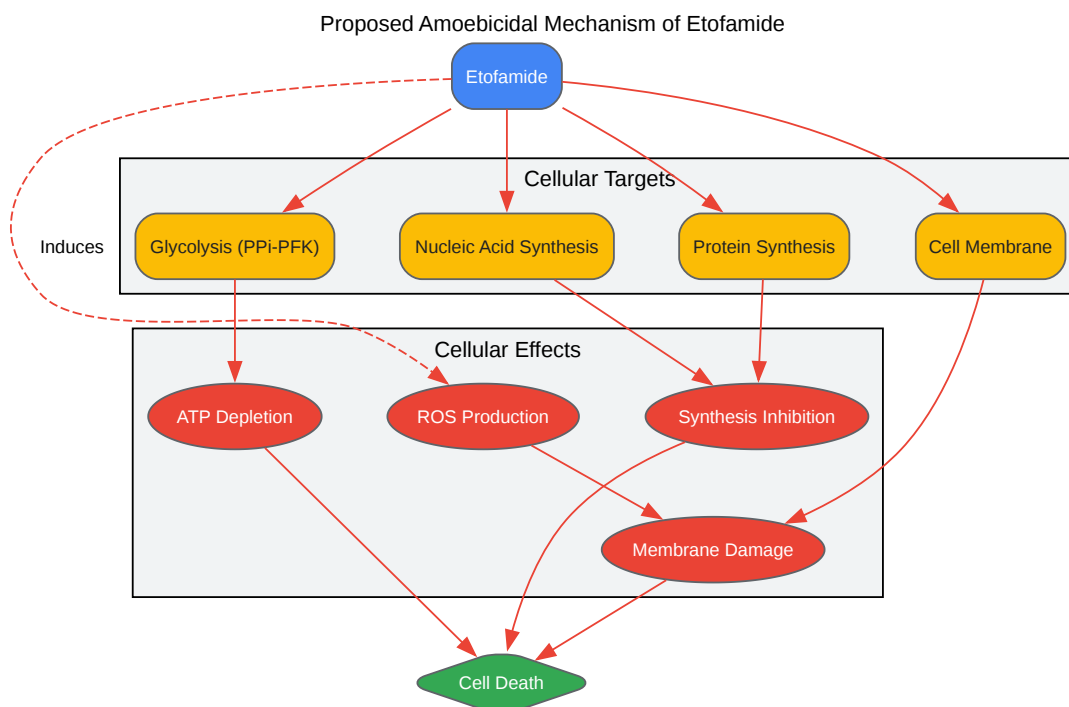 Proposed Amoebicidal Mechanism of Etofamide
Etofamide
Cellular Targets
Glycolysis (PPi-PFK)
Nucleic Acid Synthesis
Protein Synthesis
Cell Membrane
Induces
Cellular Effects
ATP Depletion
ROS Production
Synthesis Inhibition
Membrane Damage
Cell Death